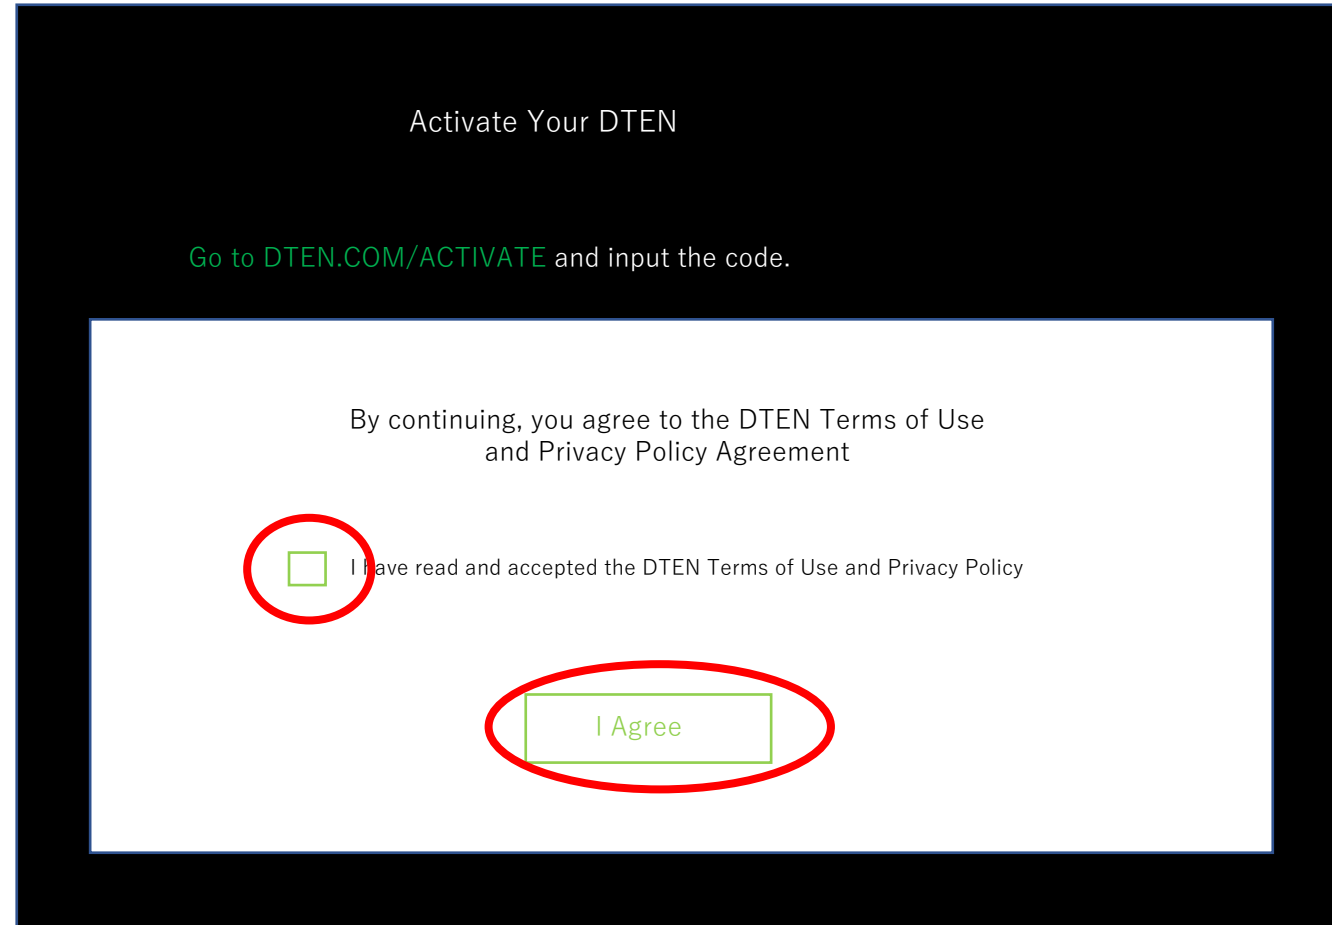 Activate Your DTEN
Go to DTEN.COM/ACTIVATE and input the code.
By continuing, you agree to the DTEN Terms of Use
and Privacy Policy Agreement
I have read and accepted the DTEN Terms of Use and Privacy Policy
I Agree